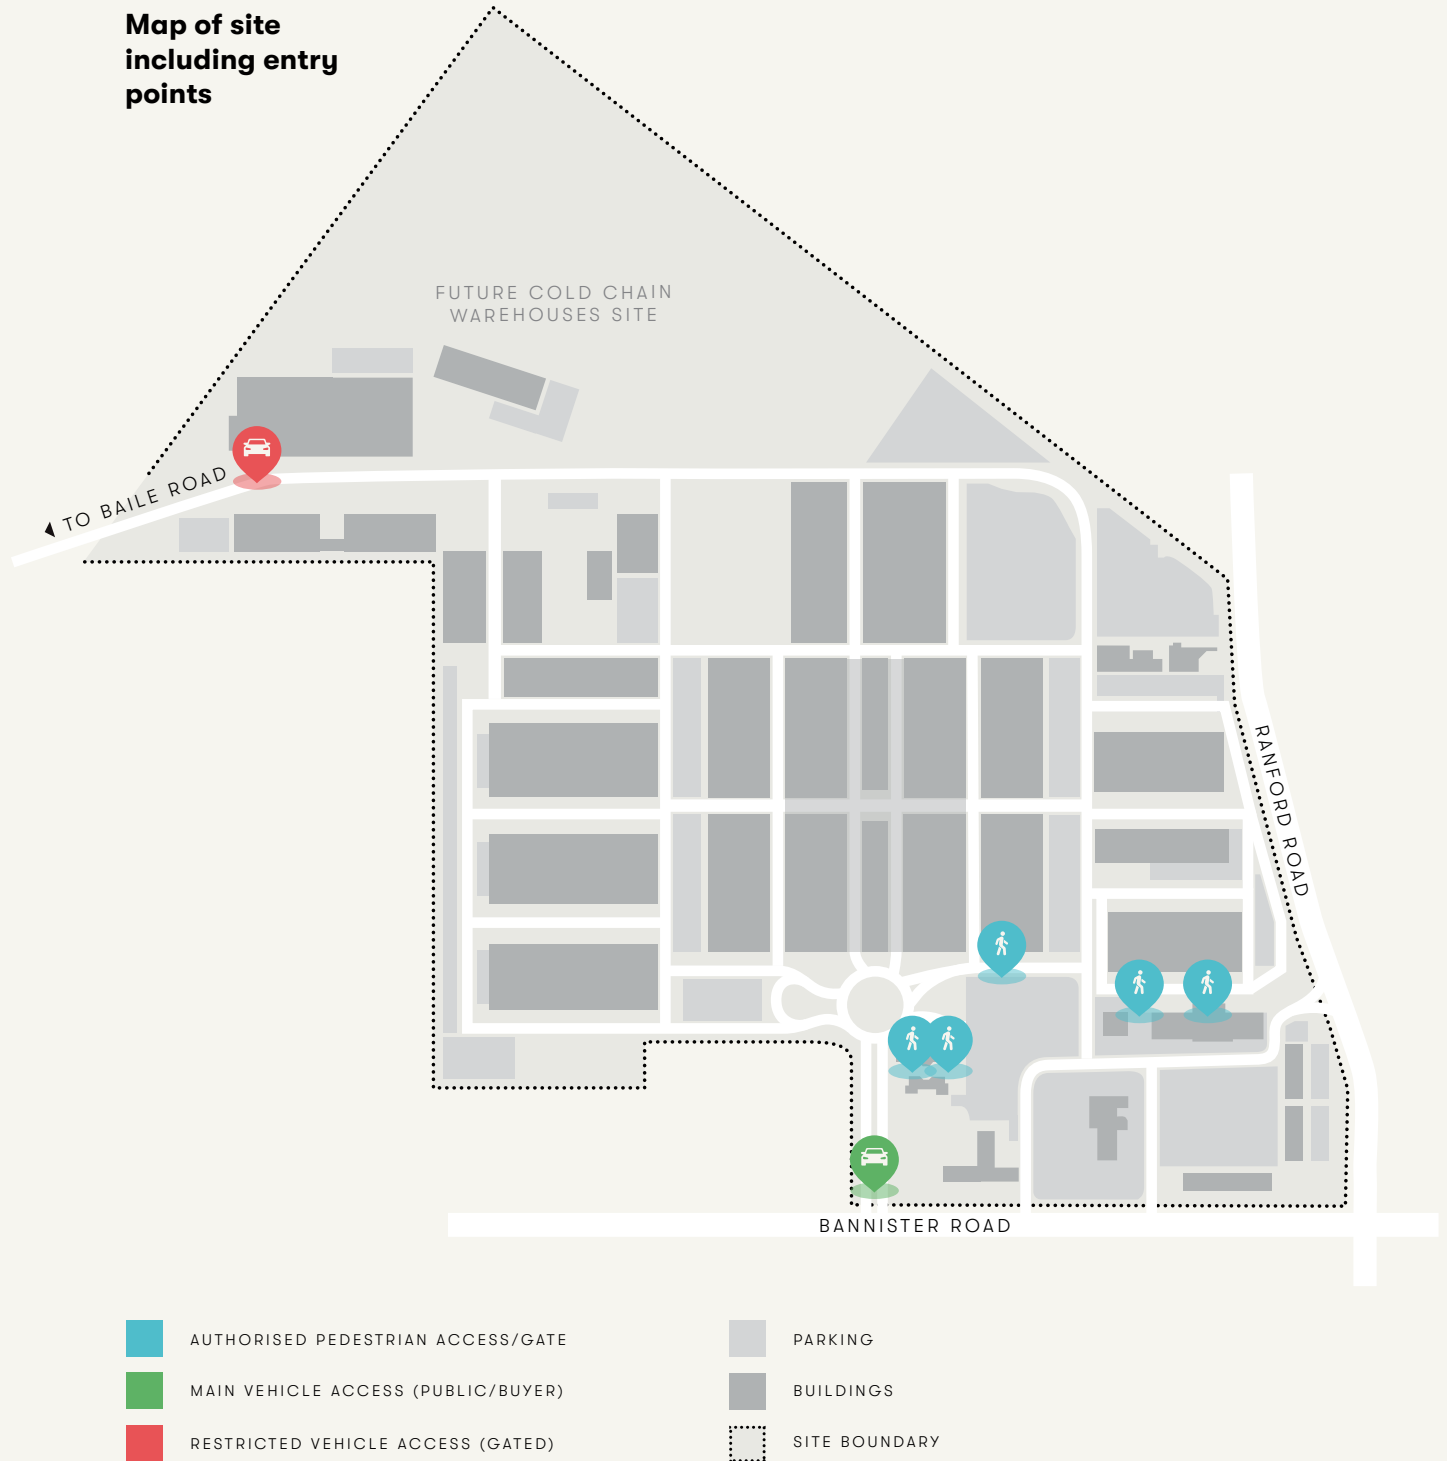 Map of site
including entry
points
FUTURE COLD CHAIN
WAREHOUSES SITE
TO BAILE ROAD
RANFORD ROAD
BANNISTER ROAD
AUTHORISED PEDESTRIAN ACCESS/GATE
MAIN VEHICLE ACCESS (PUBLIC/BUYER)
RESTRICTED VEHICLE ACCESS (GATED)
PARKING
BUILDINGS
SITE BOUNDARY